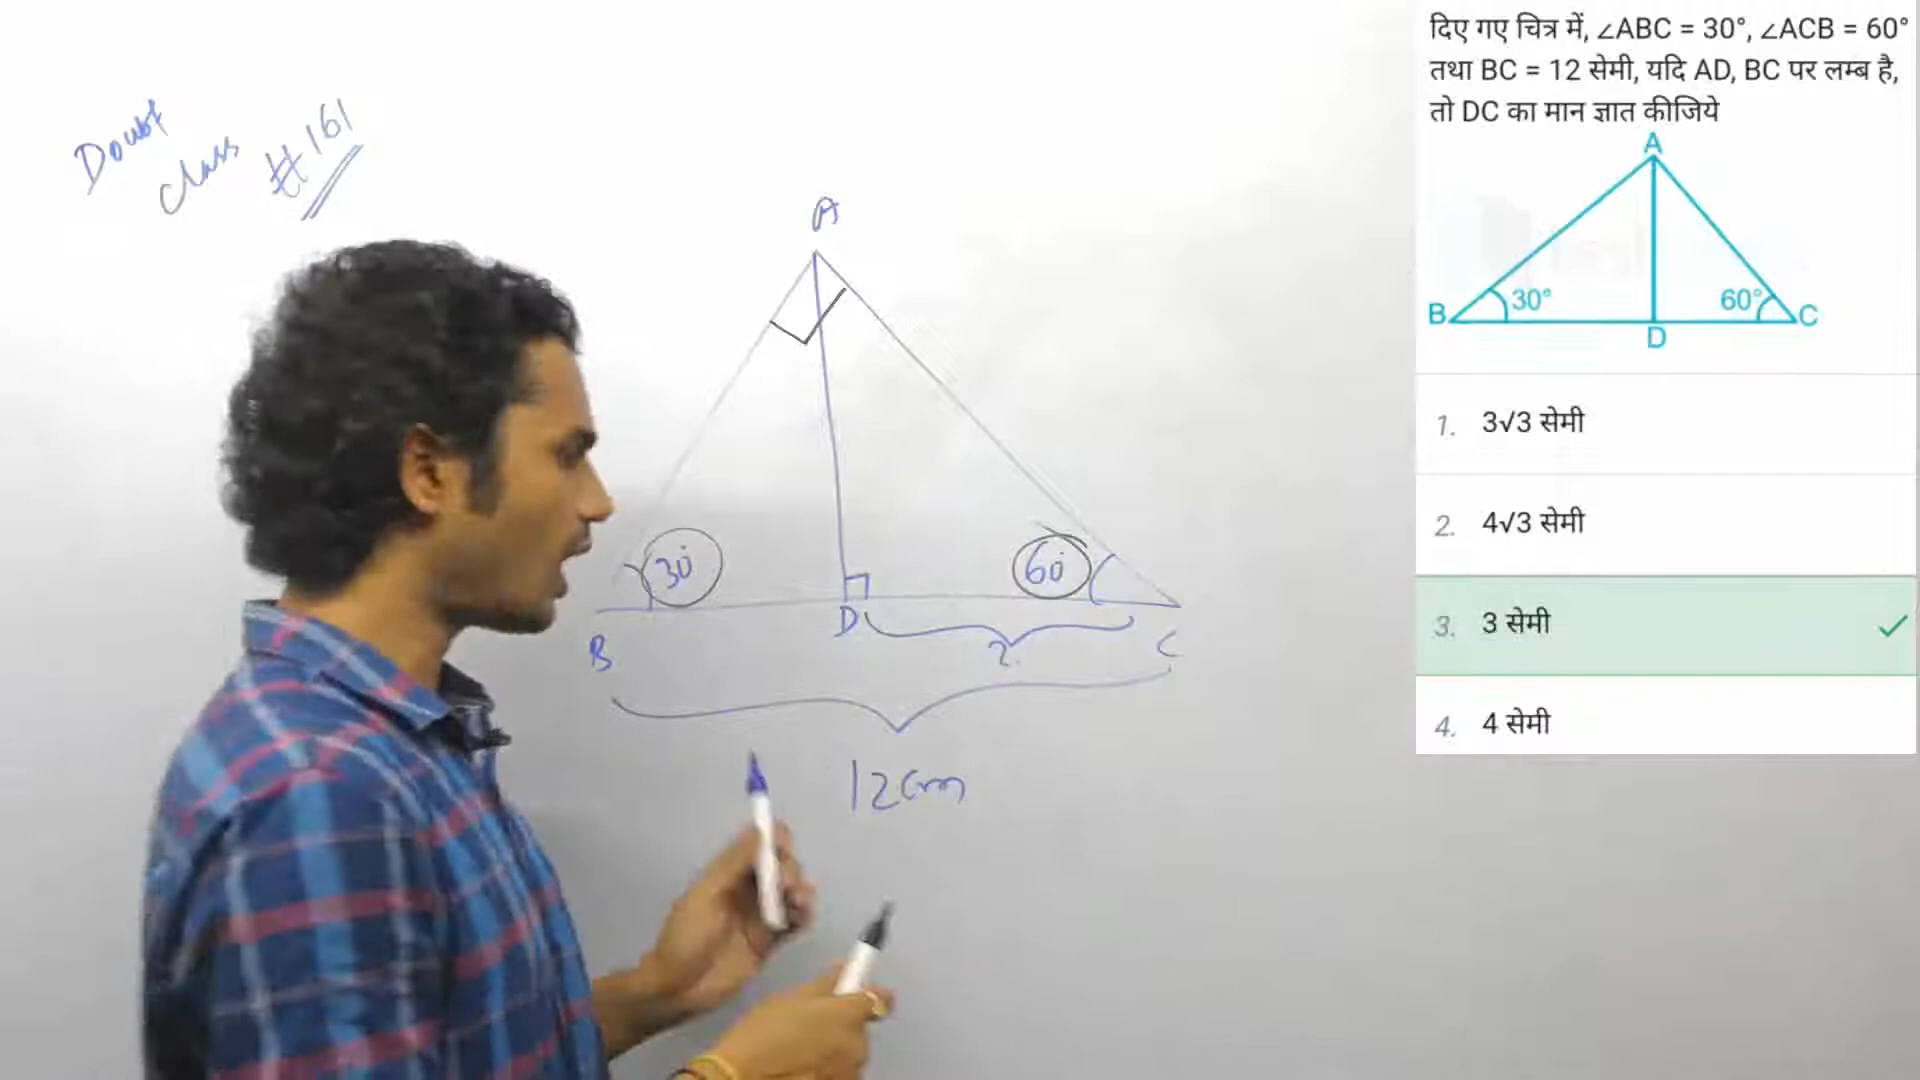 Doubt
class
#161
A
30°
60°
B
D
C
?
12cm
दिए गए चित्र में, ∠ABC = 30°, ∠ACB = 60°
तथा BC = 12 सेमी, यदि AD, BC पर लम्ब है,
तो DC का मान ज्ञात कीजिये
A
30°
60°
B
C
D
1. 3√3 सेमी
2. 4√3 सेमी
3. 3 सेमी
4. 4 सेमी